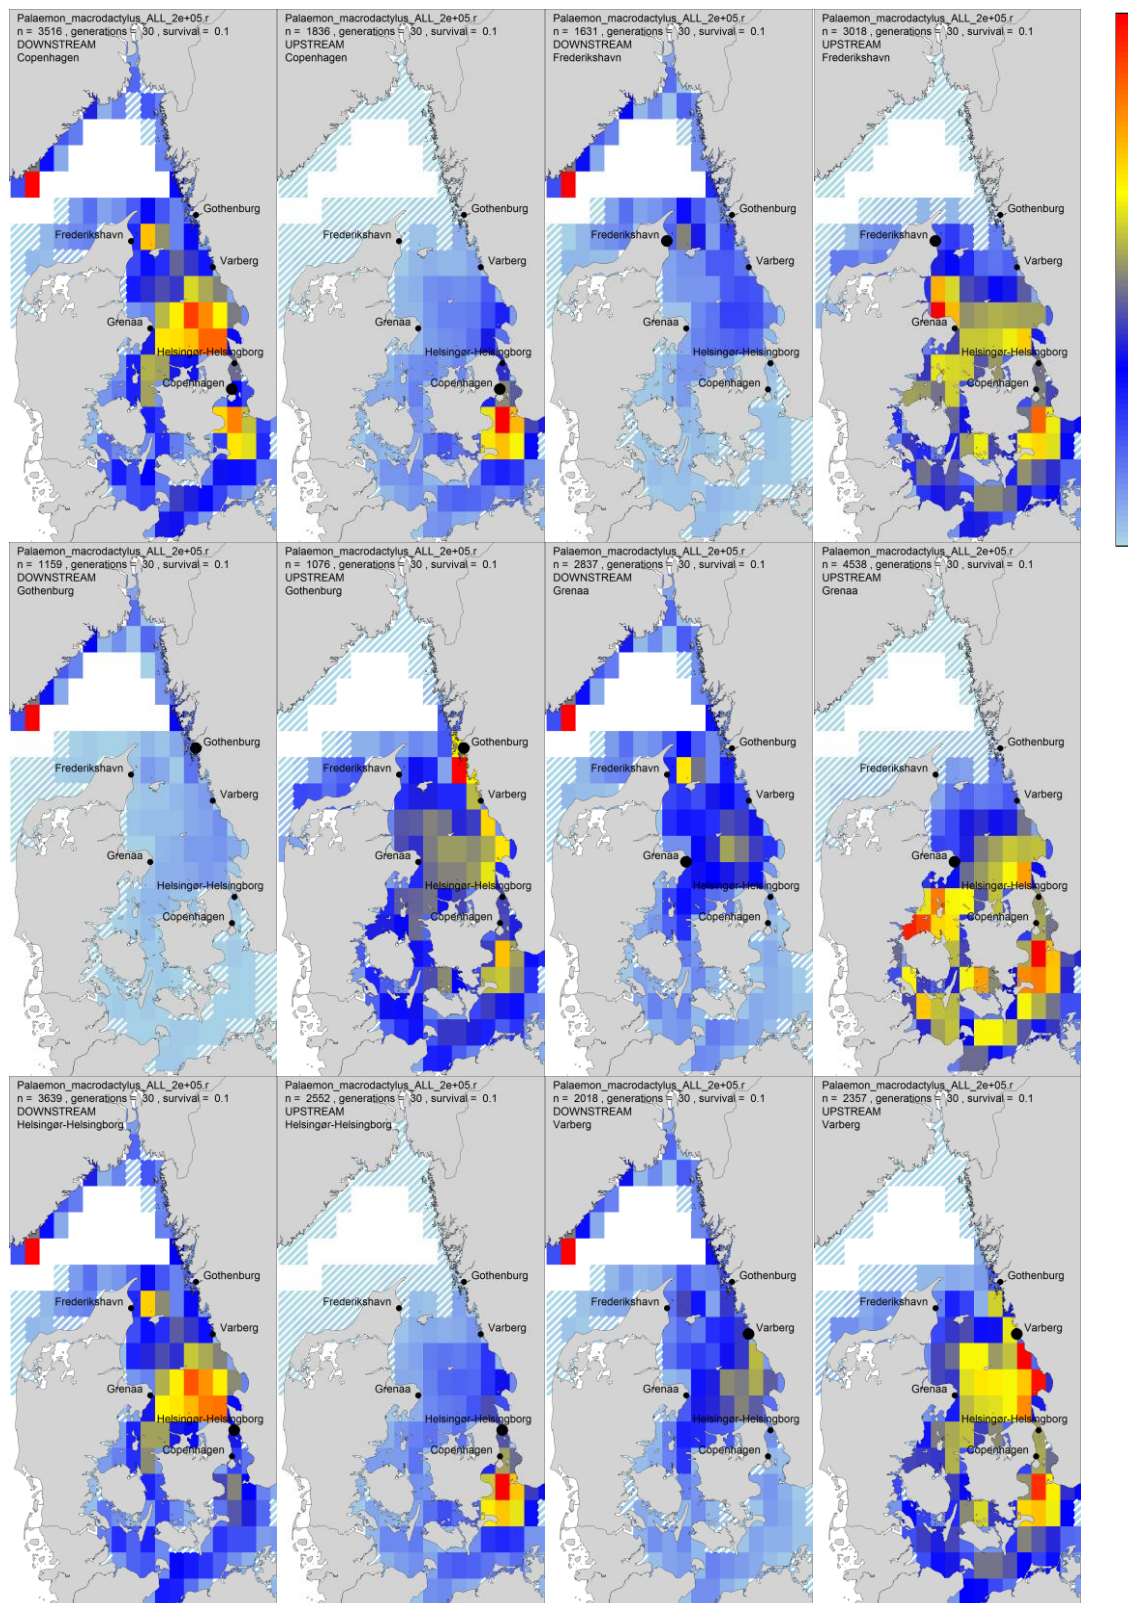 Palaemon_macrodactylus_ALL_2e+05.r
n = 3516 , generations = 30 , survival = 0.1
DOWNSTREAM
Copenhagen
Gothenburg
Frederikshavn
Varberg
Grenaa
Helsingør-Helsingborg
Copenhagen
Palaemon_macrodactylus_ALL_2e+05.r
n = 1836 , generations = 30 , survival = 0.1
UPSTREAM
Copenhagen
Gothenburg
Frederikshavn
Varberg
Grenaa
Helsingør-Helsingborg
Copenhagen
Palaemon_macrodactylus_ALL_2e+05.r
n = 1631 , generations = 30 , survival = 0.1
DOWNSTREAM
Frederikshavn
Gothenburg
Frederikshavn
Varberg
Grenaa
Helsingør-Helsingborg
Copenhagen
Palaemon_macrodactylus_ALL_2e+05.r
n = 3018 , generations = 30 , survival = 0.1
UPSTREAM
Frederikshavn
Gothenburg
Frederikshavn
Varberg
Grenaa
Helsingør-Helsingborg
Copenhagen
Palaemon_macrodactylus_ALL_2e+05.r
n = 1159 , generations = 30 , survival = 0.1
DOWNSTREAM
Gothenburg
Gothenburg
Frederikshavn
Varberg
Grenaa
Helsingør-Helsingborg
Copenhagen
Palaemon_macrodactylus_ALL_2e+05.r
n = 1076 , generations = 30 , survival = 0.1
UPSTREAM
Gothenburg
Gothenburg
Frederikshavn
Varberg
Grenaa
Helsingør-Helsingborg
Copenhagen
Palaemon_macrodactylus_ALL_2e+05.r
n = 2837 , generations = 30 , survival = 0.1
DOWNSTREAM
Grenaa
Gothenburg
Frederikshavn
Varberg
Grenaa
Helsingør-Helsingborg
Copenhagen
Palaemon_macrodactylus_ALL_2e+05.r
n = 4538 , generations = 30 , survival = 0.1
UPSTREAM
Grenaa
Gothenburg
Frederikshavn
Varberg
Grenaa
Helsingør-Helsingborg
Copenhagen
Palaemon_macrodactylus_ALL_2e+05.r
n = 3639 , generations = 30 , survival = 0.1
DOWNSTREAM
Helsingør-Helsingborg
Gothenburg
Frederikshavn
Varberg
Grenaa
Helsingør-Helsingborg
Copenhagen
Palaemon_macrodactylus_ALL_2e+05.r
n = 2552 , generations = 30 , survival = 0.1
UPSTREAM
Helsingør-Helsingborg
Gothenburg
Frederikshavn
Varberg
Grenaa
Helsingør-Helsingborg
Copenhagen
Palaemon_macrodactylus_ALL_2e+05.r
n = 2018 , generations = 30 , survival = 0.1
DOWNSTREAM
Varberg
Gothenburg
Frederikshavn
Varberg
Grenaa
Helsingør-Helsingborg
Copenhagen
Palaemon_macrodactylus_ALL_2e+05.r
n = 2357 , generations = 30 , survival = 0.1
UPSTREAM
Varberg
Gothenburg
Frederikshavn
Varberg
Grenaa
Helsingør-Helsingborg
Copenhagen